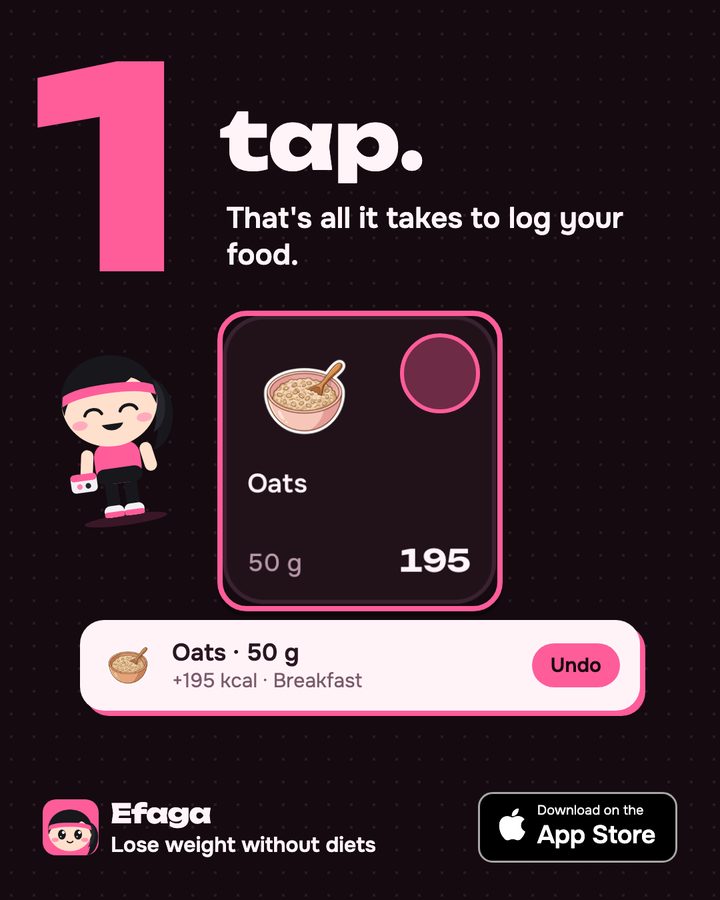 1
tap.
That's all it takes to log your
food.
Oats
50 g
195
Oats · 50 g
+195 kcal · Breakfast
Undo
Efaga
Lose weight without diets
Download on the
App Store